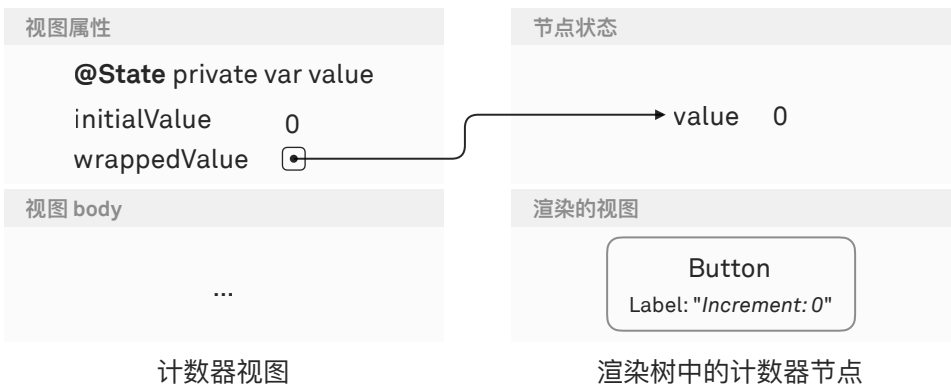 视图属性
@State private var value
initialValue 0
wrappedValue
视图 body
...
计数器视图
节点状态
value 0
渲染的视图
Button
Label: "Increment: 0"
渲染树中的计数器节点